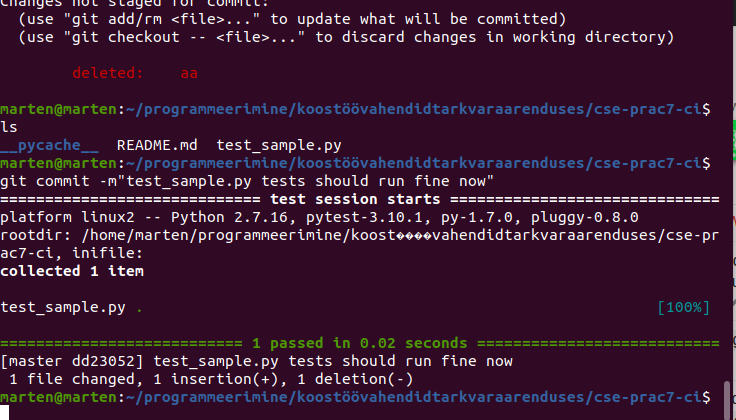 Changes not staged for commit:
  (use "git add/rm <file>..." to update what will be committed)
  (use "git checkout -- <file>..." to discard changes in working directory)
        deleted:    aa
marten@marten:~/programmeerimine/koostöövahendidtarkvaraarenduses/cse-prac7-ci$
ls
__pycache__  README.md  test_sample.py
marten@marten:~/programmeerimine/koostöövahendidtarkvaraarenduses/cse-prac7-ci$
git commit -m"test_sample.py tests should run fine now"
============================= test session starts ==============================
platform linux2 -- Python 2.7.16, pytest-3.10.1, py-1.7.0, pluggy-0.8.0
rootdir: /home/marten/programmeerimine/koost����vahendidtarkvaraarenduses/cse-pr
ac7-ci, inifile:
collected 1 item
test_sample.py .                                                         [100%]
=========================== 1 passed in 0.02 seconds ===========================
[master dd23052] test_sample.py tests should run fine now
 1 file changed, 1 insertion(+), 1 deletion(-)
marten@marten:~/programmeerimine/koostöövahendidtarkvaraarenduses/cse-prac7-ci$